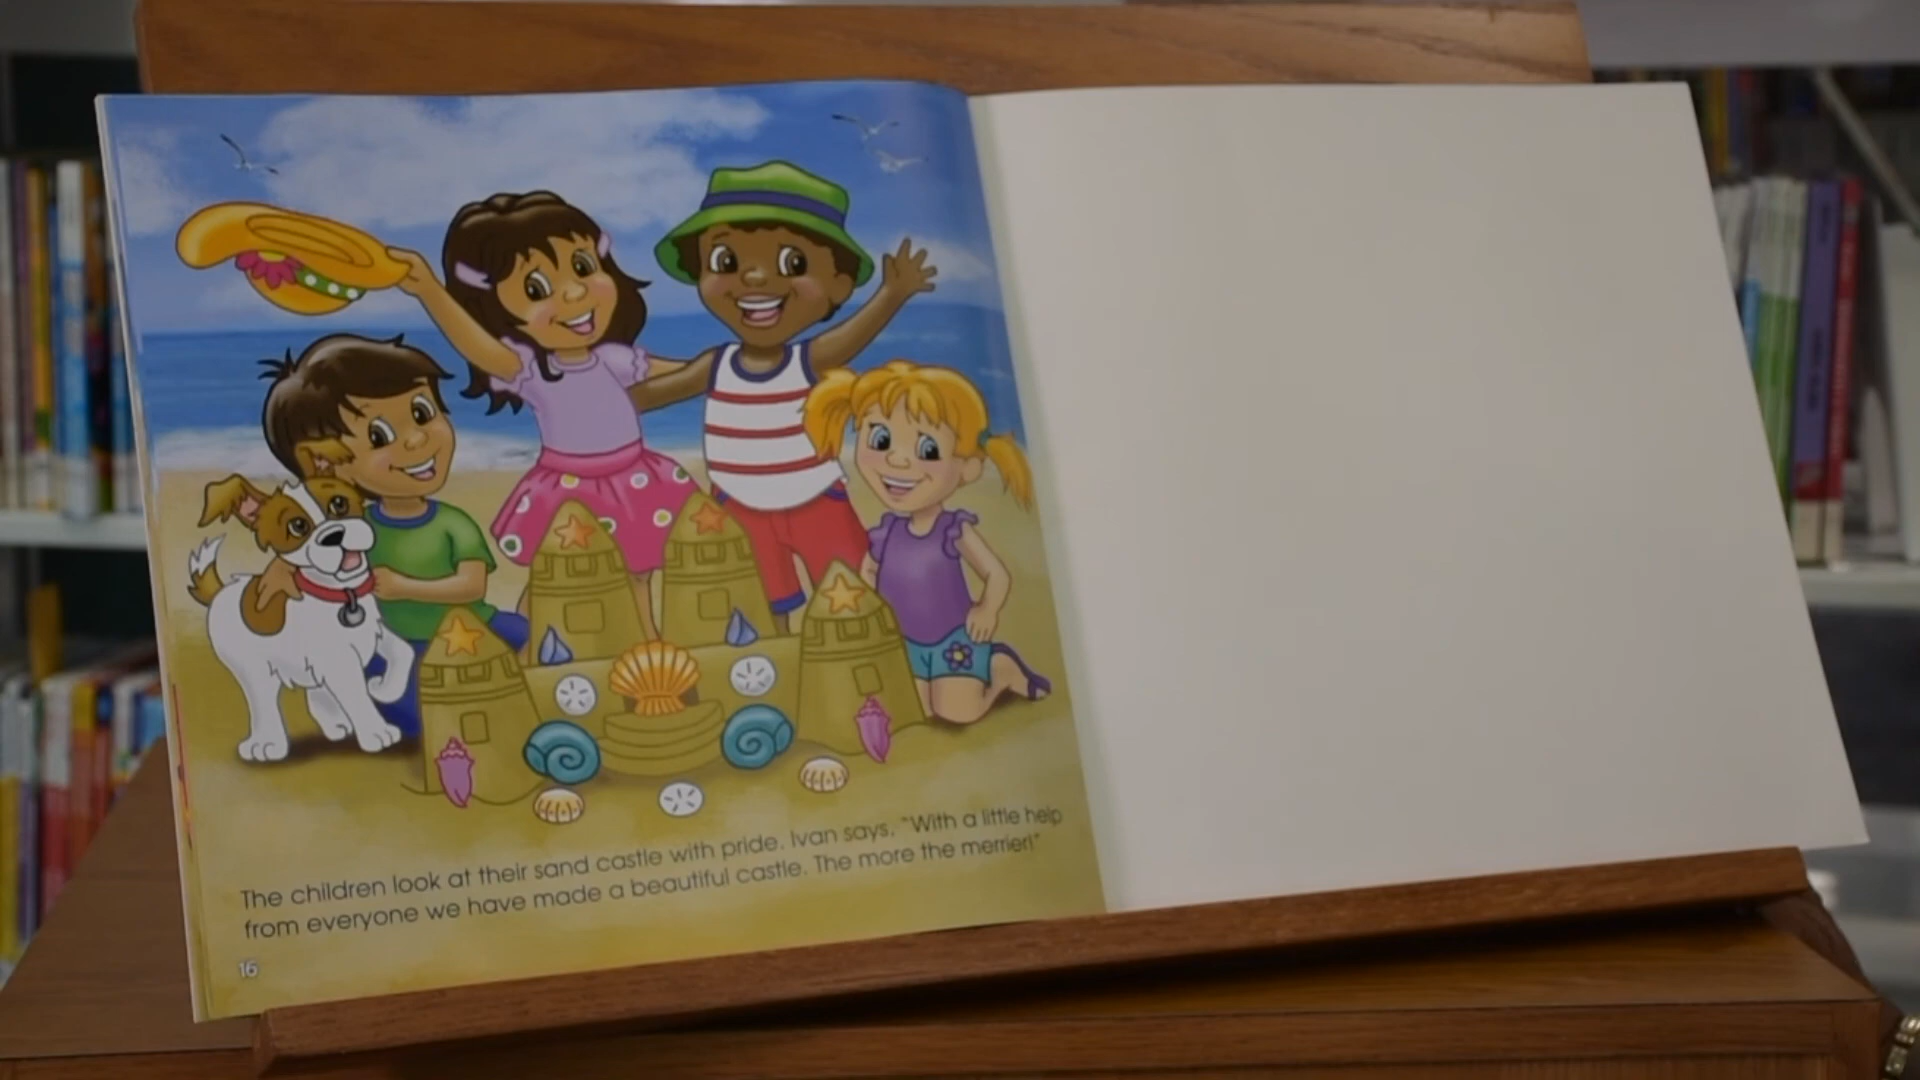 The children look at their sand castle with pride. Ivan says, "With a little help
from everyone we have made a beautiful castle. The more the merrier!"
16